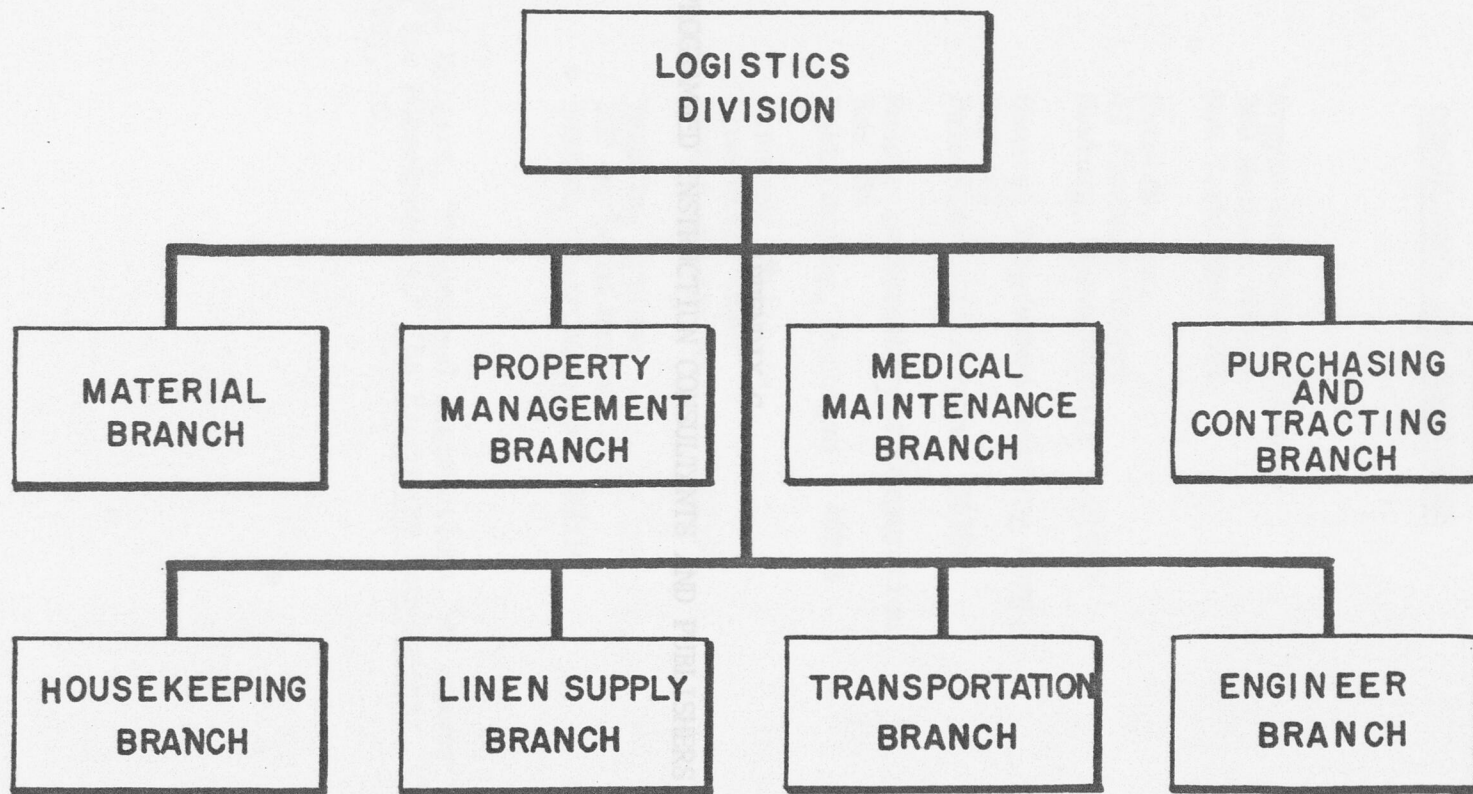 LOGISTICS
DIVISION
MATERIAL
BRANCH
PROPERTY
MANAGEMENT
BRANCH
MEDICAL
MAINTENANCE
BRANCH
PURCHASING
AND
CONTRACTING
BRANCH
HOUSEKEEPING
BRANCH
LINEN SUPPLY
BRANCH
TRANSPORTATION
BRANCH
ENGINEER
BRANCH